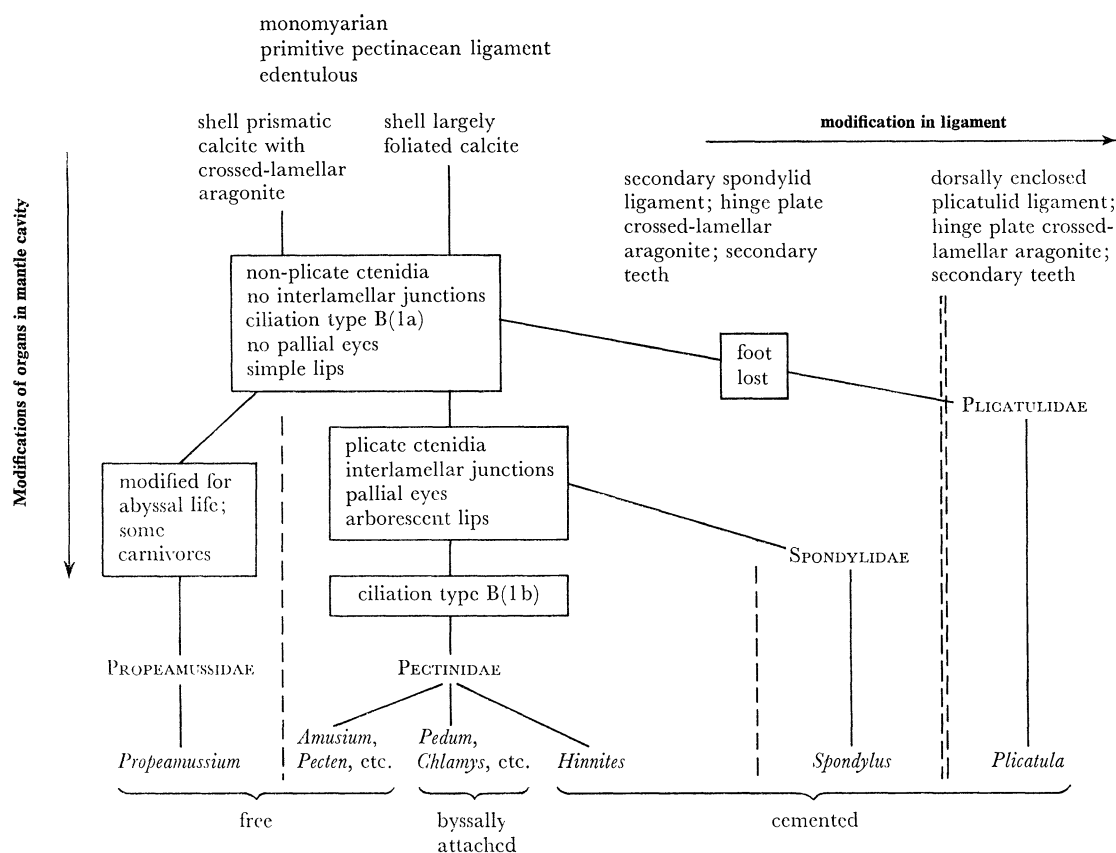 monomyarian
primitive pectinacean ligament
edentulous
shell prismatic
calcite with
crossed-lamellar
aragonite
shell largely
foliated calcite
modification in ligament
secondary spondylid
ligament; hinge plate
crossed-lamellar
aragonite; secondary
teeth
dorsally enclosed
plicatulid ligament;
hinge plate crossed-
lamellar aragonite;
secondary teeth
Modifications of organs in mantle cavity
non-plicate ctenidia
no interlamellar junctions
ciliation type B(1a)
no pallial eyes
simple lips
foot
lost
PLICATULIDAE
plicate ctenidia
interlamellar junctions
pallial eyes
arborescent lips
modified for
abyssal life;
some
carnivores
SPONDYLIDAE
ciliation type B(1b)
PROPEAMUSSIDAE
PECTINIDAE
Propeamussium
Amusium,
Pecten, etc.
Pedum,
Chlamys, etc.
Hinnites
Spondylus
Plicatula
free
byssally
attached
cemented